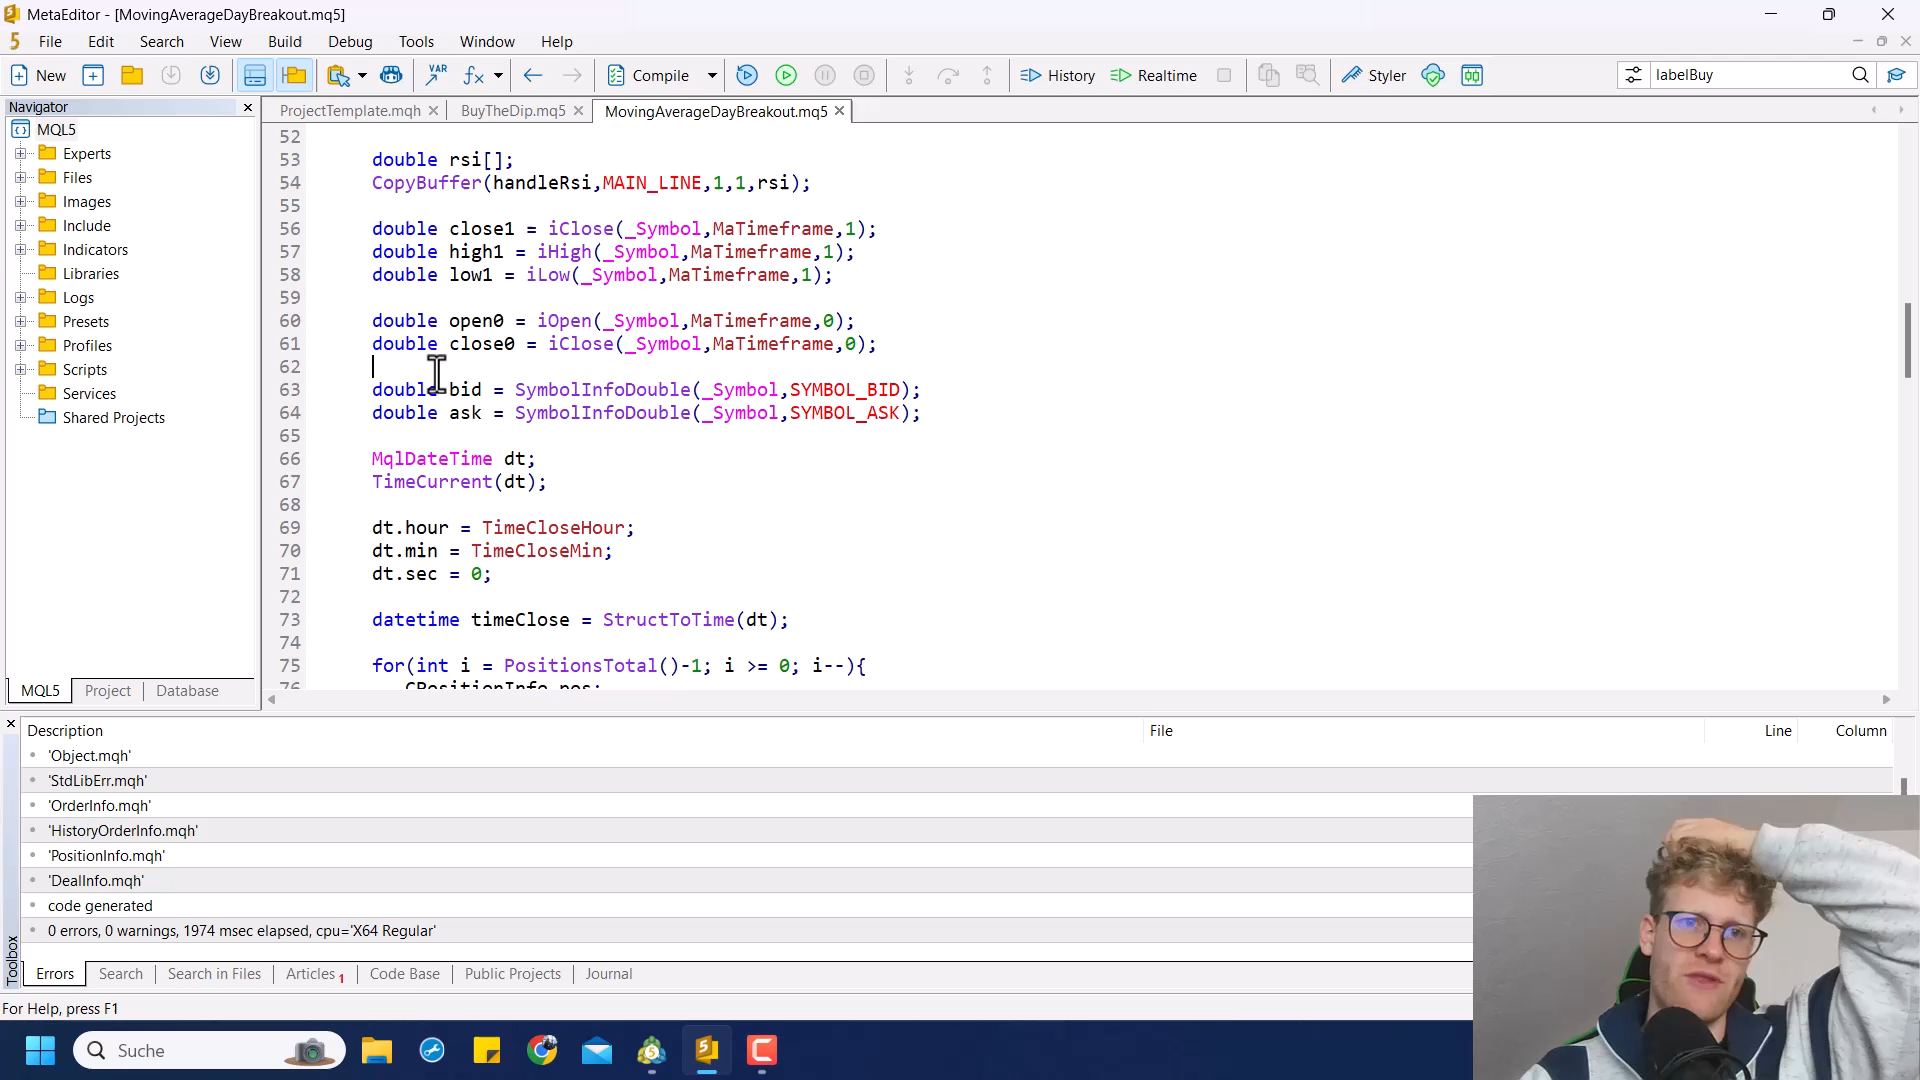 MetaEditor - [MovingAverageDayBreakout.mq5]
File Edit Search View Build Debug Tools Window Help
New Compile History Realtime Styler labelBuy
Navigator
ProjectTemplate.mqh BuyTheDip.mq5 MovingAverageDayBreakout.mq5
MQL5
Experts
Files
Images
Include
Indicators
Libraries
Logs
Presets
Profiles
Scripts
Services
Shared Projects
MQL5 Project Database
52
53 double rsi[];
54 CopyBuffer(handleRsi,MAIN_LINE,1,1,rsi);
55
56 double close1 = iClose(_Symbol,MaTimeframe,1);
57 double high1 = iHigh(_Symbol,MaTimeframe,1);
58 double low1 = iLow(_Symbol,MaTimeframe,1);
59
60 double open0 = iOpen(_Symbol,MaTimeframe,0);
61 double close0 = iClose(_Symbol,MaTimeframe,0);
62
63 double bid = SymbolInfoDouble(_Symbol,SYMBOL_BID);
64 double ask = SymbolInfoDouble(_Symbol,SYMBOL_ASK);
65
66 MqlDateTime dt;
67 TimeCurrent(dt);
68
69 dt.hour = TimeCloseHour;
70 dt.min = TimeCloseMin;
71 dt.sec = 0;
72
73 datetime timeClose = StructToTime(dt);
74
75 for(int i = PositionsTotal()-1; i >= 0; i--){
76 CPositionInfo pos;
Description File Line Column
'Object.mqh'
'StdLibErr.mqh'
'OrderInfo.mqh'
'HistoryOrderInfo.mqh'
'PositionInfo.mqh'
'DealInfo.mqh'
code generated
0 errors, 0 warnings, 1974 msec elapsed, cpu='X64 Regular'
Toolbox
Errors Search Search in Files Articles 1 Code Base Public Projects Journal
For Help, press F1
Suche